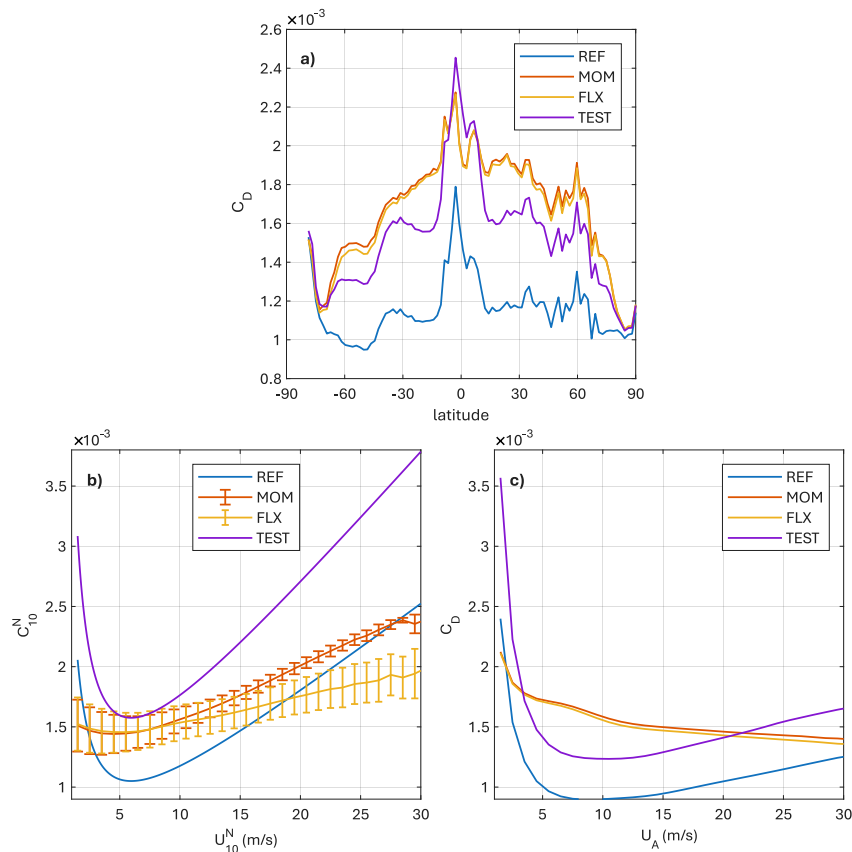 ×10⁻³
a)
REF
MOM
FLX
TEST
2.6
2.4
2.2
2
1.8
1.6
1.4
1.2
1
0.8
C_D
-90 -60 -30 0 30 60 90
latitude
×10⁻³
b)
REF
MOM
FLX
TEST
3.5
3
2.5
2
1.5
1
C₁₀ᴺ
5 10 15 20 25 30
U₁₀ᴺ (m/s)
×10⁻³
c)
REF
MOM
FLX
TEST
3.5
3
2.5
2
1.5
1
C_D
5 10 15 20 25 30
U_A (m/s)